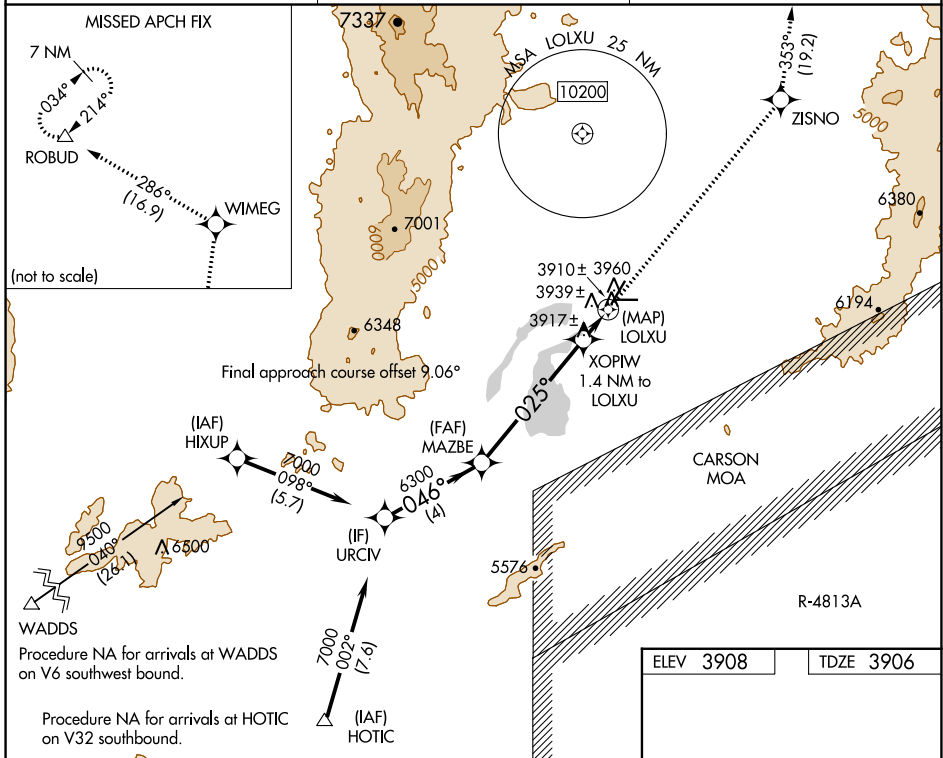 MISSED APCH FIX
7 NM
034°
214°
ROBUD
286°
(16.9)
WIMEG
(not to scale)
7337
MSA LOLXU 25 NM
10200
353°
(19.2)
ZISNO
5000
6380
7001
6000
5000
6194
3910± 3960
3939±
3917±
(MAP)
LOLXU
6348
XOPIW
1.4 NM to
LOLXU
Final approach course offset 9.06°
025°
(IAF)
HIXUP
7000
098°
(5.7)
(FAF)
MAZBE
6300
046°
(4)
CARSON
MOA
(IF)
URCIV
9500
040°
(26.1)
6500
5576
R-4813A
WADDS
Procedure NA for arrivals at WADDS
on V6 southwest bound.
7000
002°
(7.6)
ELEV 3908
TDZE 3906
(IAF)
HOTIC
Procedure NA for arrivals at HOTIC
on V32 southbound.